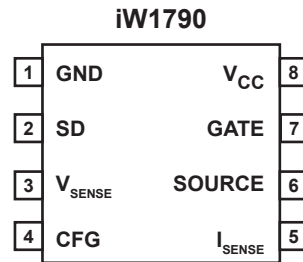 iW1790
1 GND V_CC 8
2 SD GATE 7
3 V_SENSE SOURCE 6
4 CFG I_SENSE 5